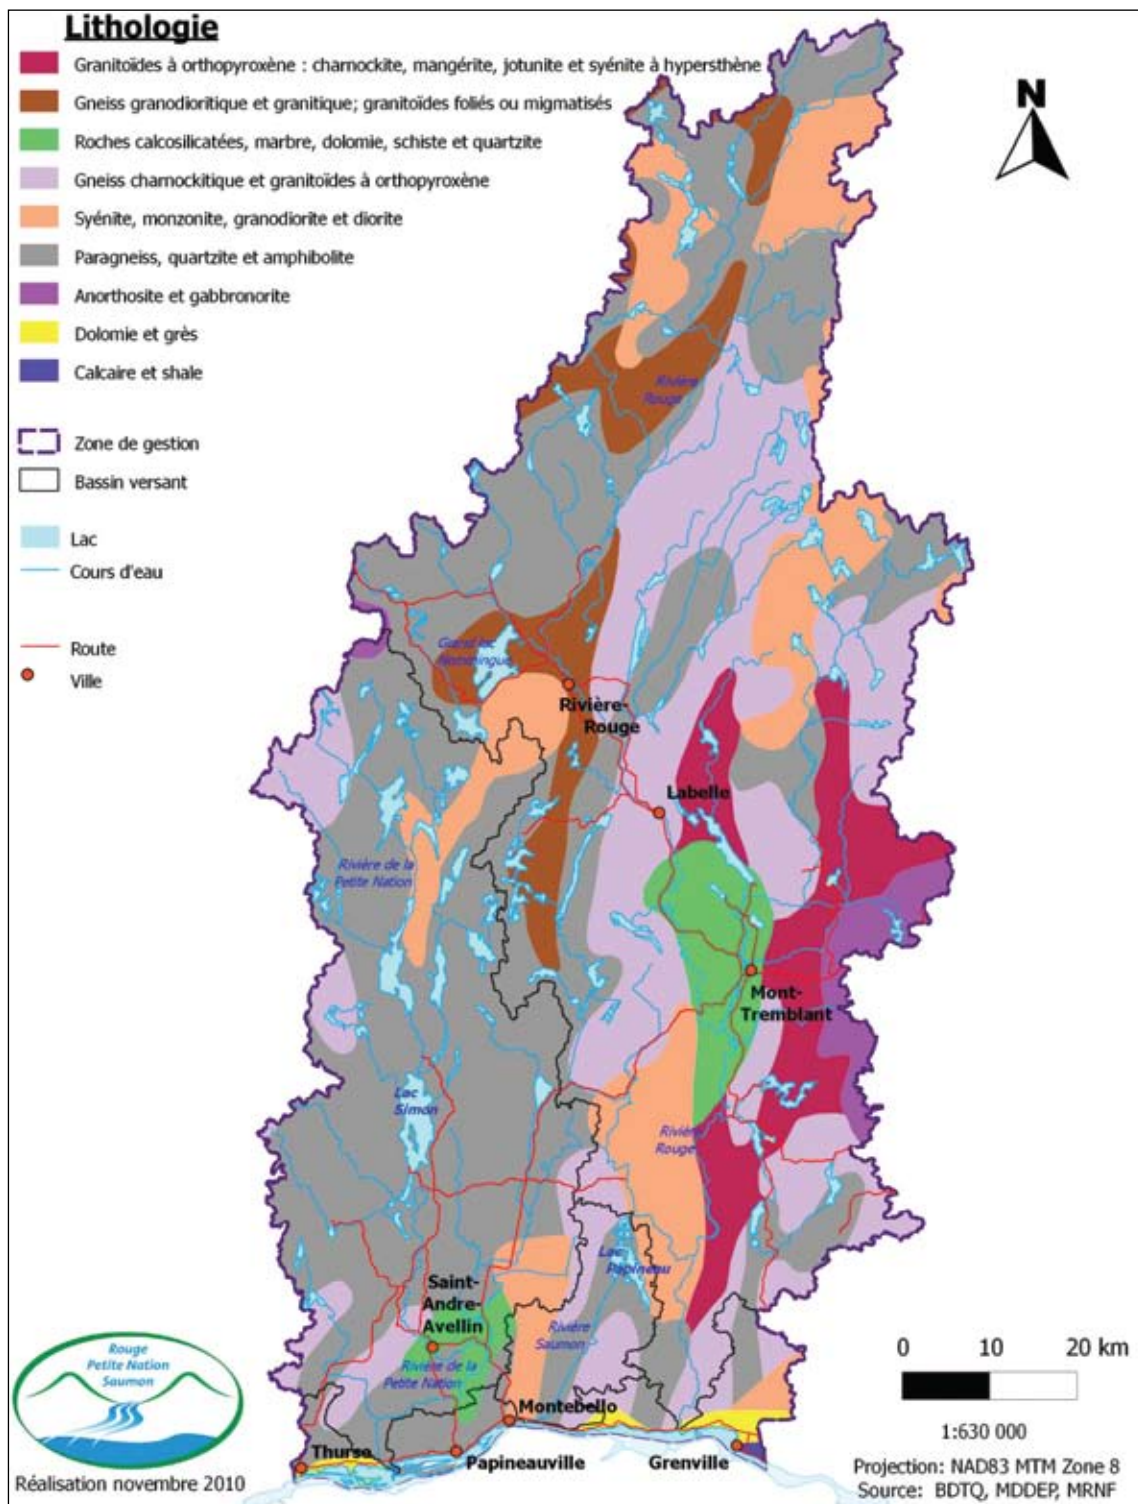 Lithologie
Granitoïdes à orthopyroxène : charnockite, mangérite, jotunite et syénite à hypersthène
Gneiss granodioritique et granitique; granitoïdes foliés ou migmatisés
Roches calcosilicatées, marbre, dolomie, schiste et quartzite
Gneiss charnockitique et granitoïdes à orthopyroxène
Syénite, monzonite, granodiorite et diorite
Paragneiss, quartzite et amphibolite
Anorthosite et gabbronorite
Dolomie et grès
Calcaire et shale
Zone de gestion
Bassin versant
Lac
Cours d'eau
Route
Ville
N
Rivière
Rouge
Grand lac
Nominingue
Rivière-
Rouge
Labelle
Rivière de la
Petite Nation
Mont-
Tremblant
Lac
Simon
Rivière
Rouge
Lac
Papineau
Saint-
André-
Avellin
Rivière
Saumon
Rivière de la
Petite Nation
Montebello
Thurso
Papineauville
Grenville
Rouge
Petite Nation
Saumon
Réalisation novembre 2010
0 10 20 km
1:630 000
Projection: NAD83 MTM Zone 8
Source: BDTQ, MDDEP, MRNF